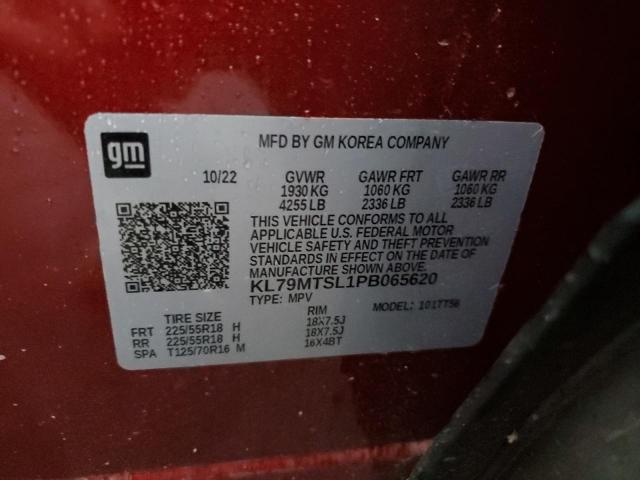 gm
MFD BY GM KOREA COMPANY
10/22 GVWR GAWR FRT GAWR RR
1930 KG 1060 KG 1060 KG
4255 LB 2336 LB 2336 LB
THIS VEHICLE CONFORMS TO ALL
APPLICABLE U.S. FEDERAL MOTOR
VEHICLE SAFETY AND THEFT PREVENTION
STANDARDS IN EFFECT ON THE DATE OF
MANUFACTURE SHOWN ABOVE.
KL79MTSL1PB065620
TYPE: MPV MODEL: 101TT56
TIRE SIZE RIM
FRT 225/55R18 H 18X7.5J
RR 225/55R18 H 18X7.5J
SPA T125/70R16 M 16X4BT